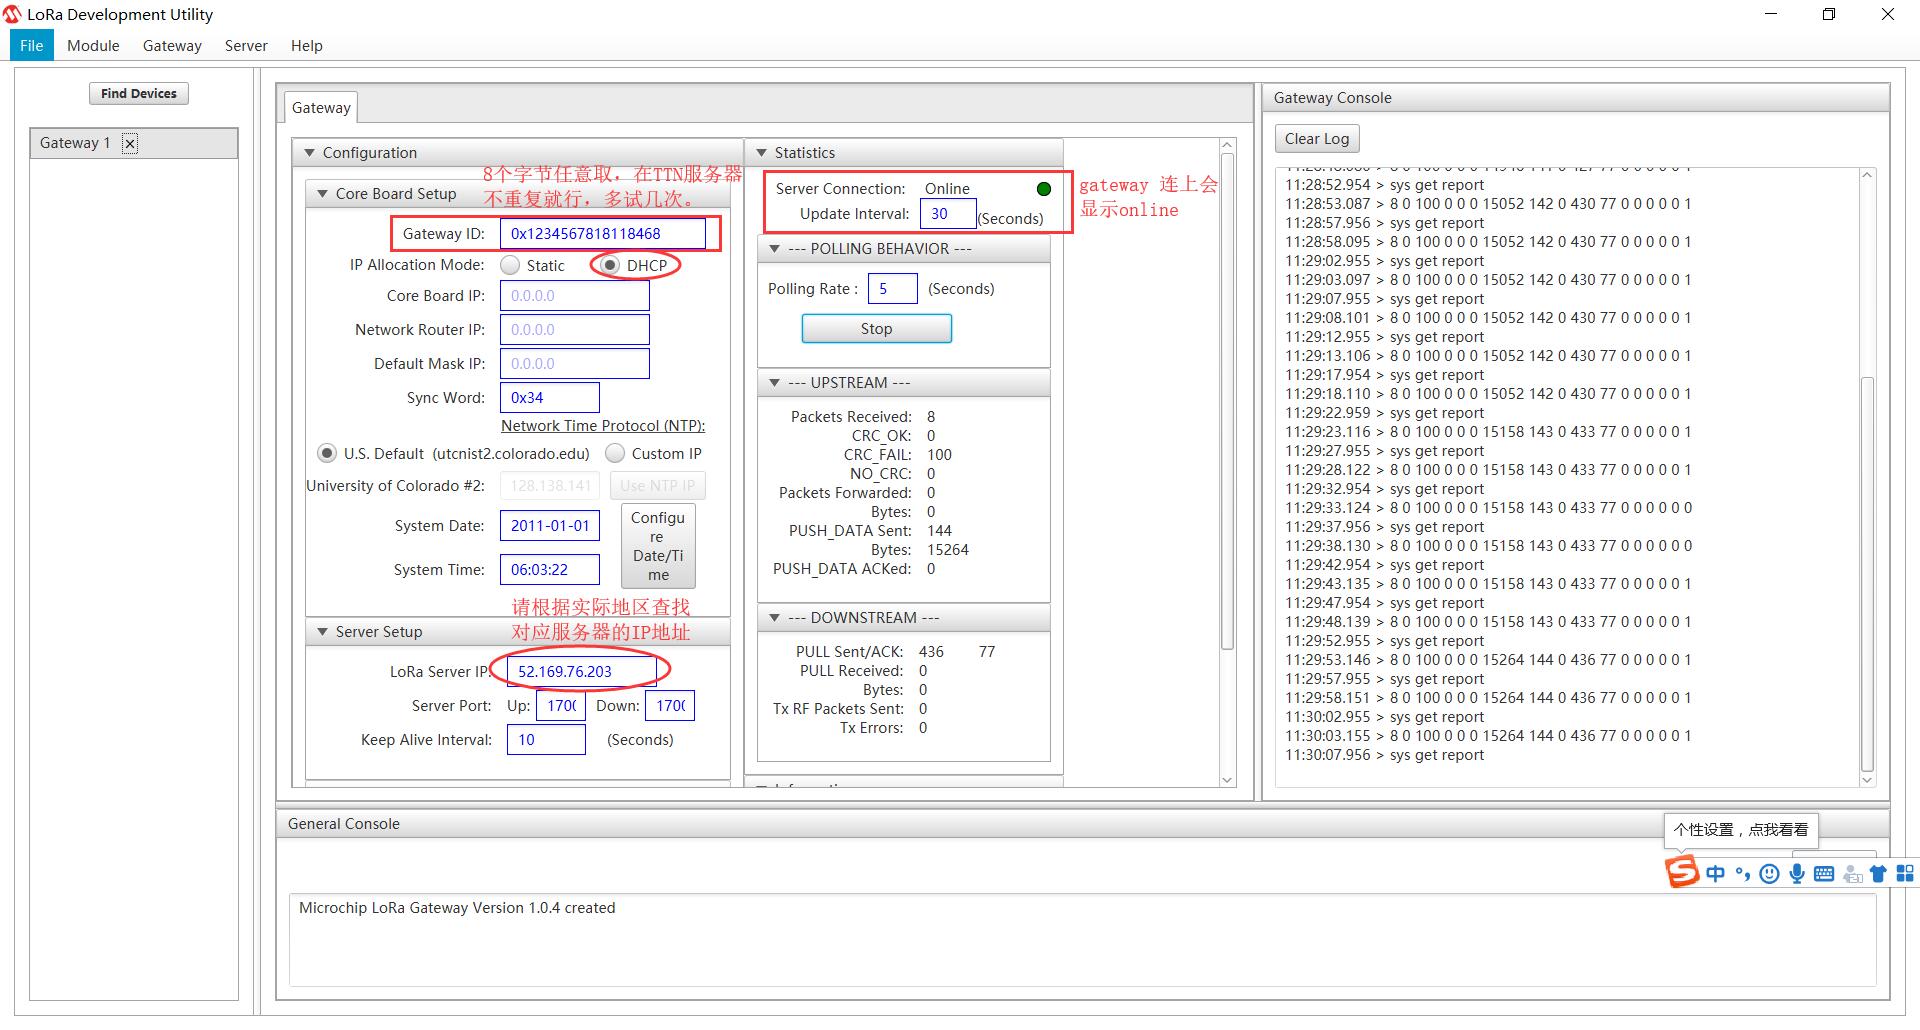 LoRa Development Utility
File Module Gateway Server Help
Find Devices
Gateway 1
Gateway
Configuration
8个字节任意取，在TTN服务器
不重复就行，多试几次。
Core Board Setup
Gateway ID: 0x1234567818118468
IP Allocation Mode: Static DHCP
Core Board IP: 0.0.0.0
Network Router IP: 0.0.0.0
Default Mask IP: 0.0.0.0
Sync Word: 0x34
Network Time Protocol (NTP):
U.S. Default (utcnist2.colorado.edu) Custom IP
University of Colorado #2: 128.138.141 Use NTP IP
System Date: 2011-01-01
System Time: 06:03:22
Configu
re
Date/Ti
me
请根据实际地区查找
对应服务器的IP地址
Server Setup
LoRa Server IP: 52.169.76.203
Server Port: Up: 170 Down: 170
Keep Alive Interval: 10 (Seconds)
Statistics
Server Connection: Online
Update Interval: 30 (Seconds)
gateway 连上会
显示online
--- POLLING BEHAVIOR ---
Polling Rate : 5 (Seconds)
Stop
--- UPSTREAM ---
Packets Received: 8
CRC_OK: 0
CRC_FAIL: 100
NO_CRC: 0
Packets Forwarded: 0
Bytes: 0
PUSH_DATA Sent: 144
Bytes: 15264
PUSH_DATA ACKed: 0
--- DOWNSTREAM ---
PULL Sent/ACK: 436 77
PULL Received: 0
Bytes: 0
Tx RF Packets Sent: 0
Tx Errors: 0
Gateway Console
Clear Log
11:28:52.954 > sys get report
11:28:53.087 > 8 0 100 0 0 0 15052 142 0 430 77 0 0 0 0 0 1
11:28:57.956 > sys get report
11:28:58.095 > 8 0 100 0 0 0 15052 142 0 430 77 0 0 0 0 0 1
11:29:02.955 > sys get report
11:29:03.097 > 8 0 100 0 0 0 15052 142 0 430 77 0 0 0 0 0 1
11:29:07.955 > sys get report
11:29:08.101 > 8 0 100 0 0 0 15052 142 0 430 77 0 0 0 0 0 1
11:29:12.955 > sys get report
11:29:13.106 > 8 0 100 0 0 0 15052 142 0 430 77 0 0 0 0 0 1
11:29:17.954 > sys get report
11:29:18.110 > 8 0 100 0 0 0 15052 142 0 430 77 0 0 0 0 0 1
11:29:22.959 > sys get report
11:29:23.116 > 8 0 100 0 0 0 15158 143 0 433 77 0 0 0 0 0 1
11:29:27.955 > sys get report
11:29:28.122 > 8 0 100 0 0 0 15158 143 0 433 77 0 0 0 0 0 1
11:29:32.954 > sys get report
11:29:33.124 > 8 0 100 0 0 0 15158 143 0 433 77 0 0 0 0 0 0
11:29:37.956 > sys get report
11:29:38.130 > 8 0 100 0 0 0 15158 143 0 433 77 0 0 0 0 0 0
11:29:42.954 > sys get report
11:29:43.135 > 8 0 100 0 0 0 15158 143 0 433 77 0 0 0 0 0 1
11:29:47.954 > sys get report
11:29:48.139 > 8 0 100 0 0 0 15158 143 0 433 77 0 0 0 0 0 1
11:29:52.955 > sys get report
11:29:53.146 > 8 0 100 0 0 0 15264 144 0 436 77 0 0 0 0 0 1
11:29:57.955 > sys get report
11:29:58.151 > 8 0 100 0 0 0 15264 144 0 436 77 0 0 0 0 0 1
11:30:02.955 > sys get report
11:30:03.155 > 8 0 100 0 0 0 15264 144 0 436 77 0 0 0 0 0 1
11:30:07.956 > sys get report
General Console
个性设置，点我看看
中
Microchip LoRa Gateway Version 1.0.4 created